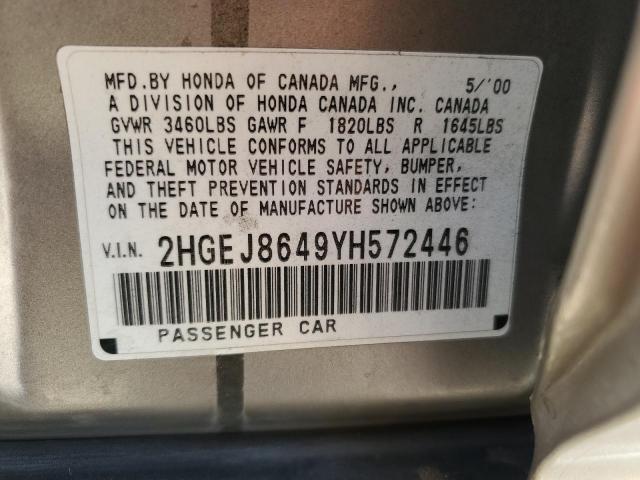 MFD.BY HONDA OF CANADA MFG., 5/'00
A DIVISION OF HONDA CANADA INC. CANADA
GVWR 3460LBS GAWR F 1820LBS R 1645LBS
THIS VEHICLE CONFORMS TO ALL APPLICABLE
FEDERAL MOTOR VEHICLE SAFETY, BUMPER,
AND THEFT PREVENTION STANDARDS IN EFFECT
ON THE DATE OF MANUFACTURE SHOWN ABOVE:
V.I.N. 2HGEJ8649YH572446
PASSENGER CAR